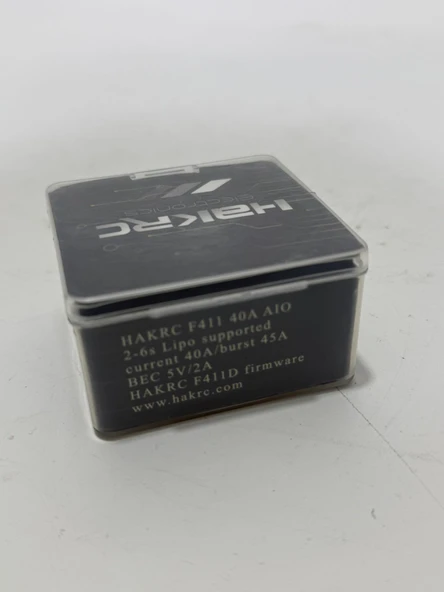 HAKRC
electronics
HAKRC F411 40A AIO
2-6s Lipo supported
current 40A/burst 45A
BEC 5V/2A
HAKRC F411D firmware
www.hakrc.com